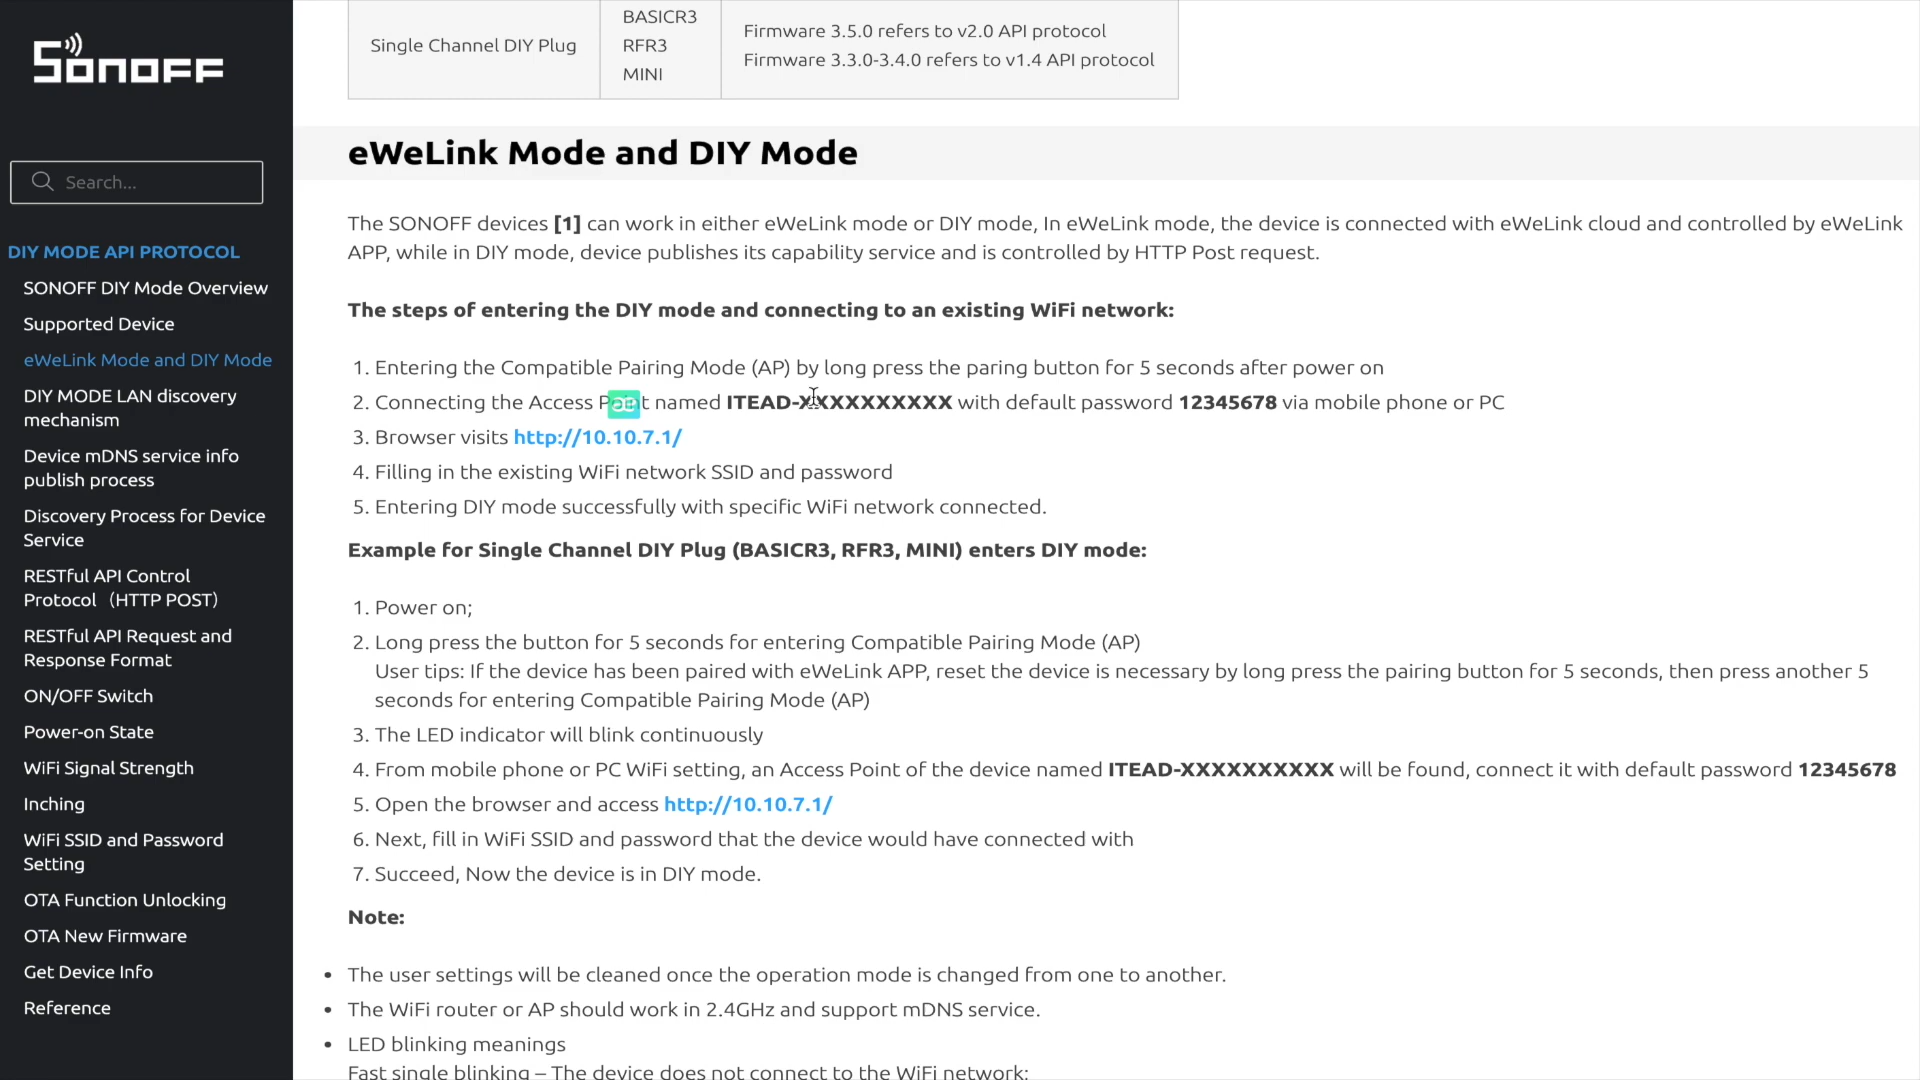 SONOFF
Search...
DIY MODE API PROTOCOL
SONOFF DIY Mode Overview
Supported Device
eWeLink Mode and DIY Mode
DIY MODE LAN discovery
mechanism
Device mDNS service info
publish process
Discovery Process for Device
Service
RESTful API Control
Protocol（HTTP POST）
RESTful API Request and
Response Format
ON/OFF Switch
Power-on State
WiFi Signal Strength
Inching
WiFi SSID and Password
Setting
OTA Function Unlocking
OTA New Firmware
Get Device Info
Reference
Single Channel DIY Plug
BASICR3
RFR3
MINI
Firmware 3.5.0 refers to v2.0 API protocol
Firmware 3.3.0-3.4.0 refers to v1.4 API protocol
eWeLink Mode and DIY Mode
The SONOFF devices [1] can work in either eWeLink mode or DIY mode, In eWeLink mode, the device is connected with eWeLink cloud and controlled by eWeLink
APP, while in DIY mode, device publishes its capability service and is controlled by HTTP Post request.
The steps of entering the DIY mode and connecting to an existing WiFi network:
1. Entering the Compatible Pairing Mode (AP) by long press the paring button for 5 seconds after power on
2. Connecting the Access Point named ITEAD-XXXXXXXXXX with default password 12345678 via mobile phone or PC
3. Browser visits http://10.10.7.1/
4. Filling in the existing WiFi network SSID and password
5. Entering DIY mode successfully with specific WiFi network connected.
Example for Single Channel DIY Plug (BASICR3, RFR3, MINI) enters DIY mode:
1. Power on;
2. Long press the button for 5 seconds for entering Compatible Pairing Mode (AP)
User tips: If the device has been paired with eWeLink APP, reset the device is necessary by long press the pairing button for 5 seconds, then press another 5
seconds for entering Compatible Pairing Mode (AP)
3. The LED indicator will blink continuously
4. From mobile phone or PC WiFi setting, an Access Point of the device named ITEAD-XXXXXXXXXX will be found, connect it with default password 12345678
5. Open the browser and access http://10.10.7.1/
6. Next, fill in WiFi SSID and password that the device would have connected with
7. Succeed, Now the device is in DIY mode.
Note:
• The user settings will be cleaned once the operation mode is changed from one to another.
• The WiFi router or AP should work in 2.4GHz and support mDNS service.
• LED blinking meanings
Fast single blinking – The device does not connect to the WiFi network;